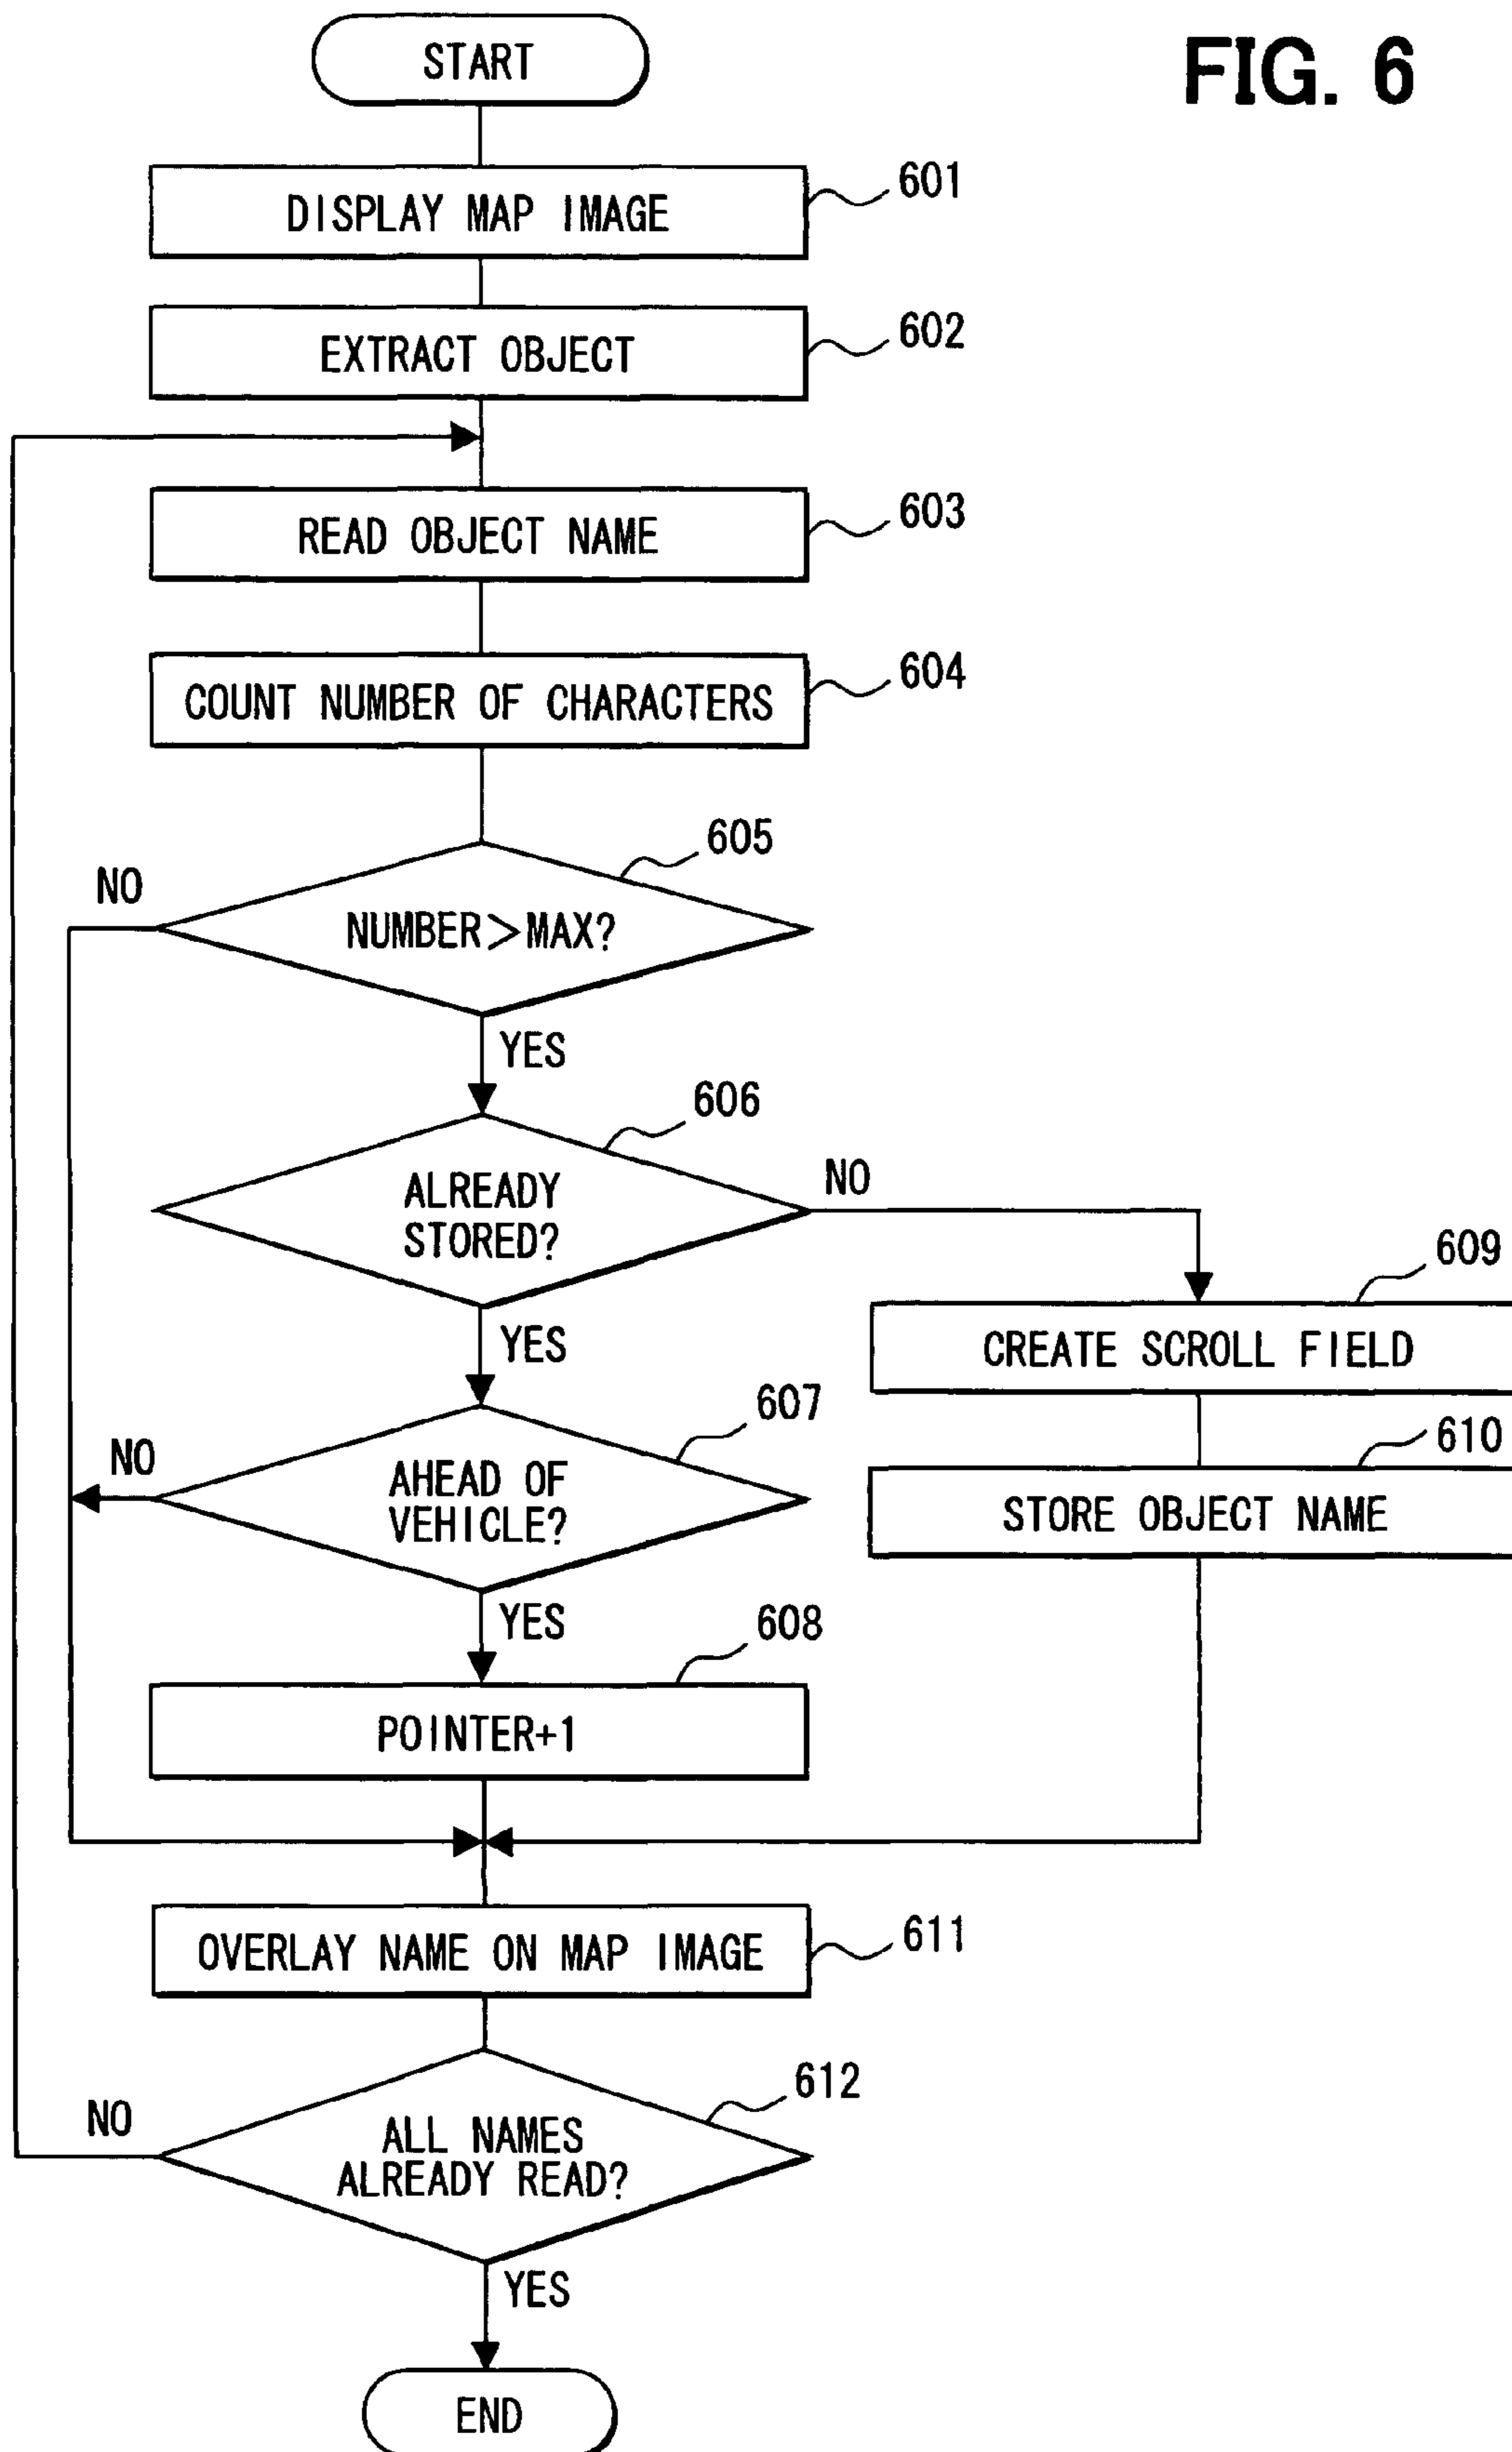 FIG. 6
START
DISPLAY MAP IMAGE
601
EXTRACT OBJECT
602
READ OBJECT NAME
603
COUNT NUMBER OF CHARACTERS
604
605
NO
NUMBER>MAX?
YES
606
ALREADY
STORED?
NO
YES
609
CREATE SCROLL FIELD
607
NO
AHEAD OF
VEHICLE?
610
STORE OBJECT NAME
YES
608
POINTER+1
OVERLAY NAME ON MAP IMAGE
611
612
NO
ALL NAMES
ALREADY READ?
YES
END